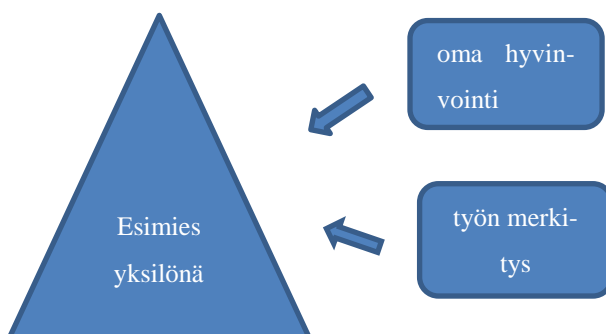 oma hyvin-
vointi
Esimies
yksilönä
työn merki-
tys